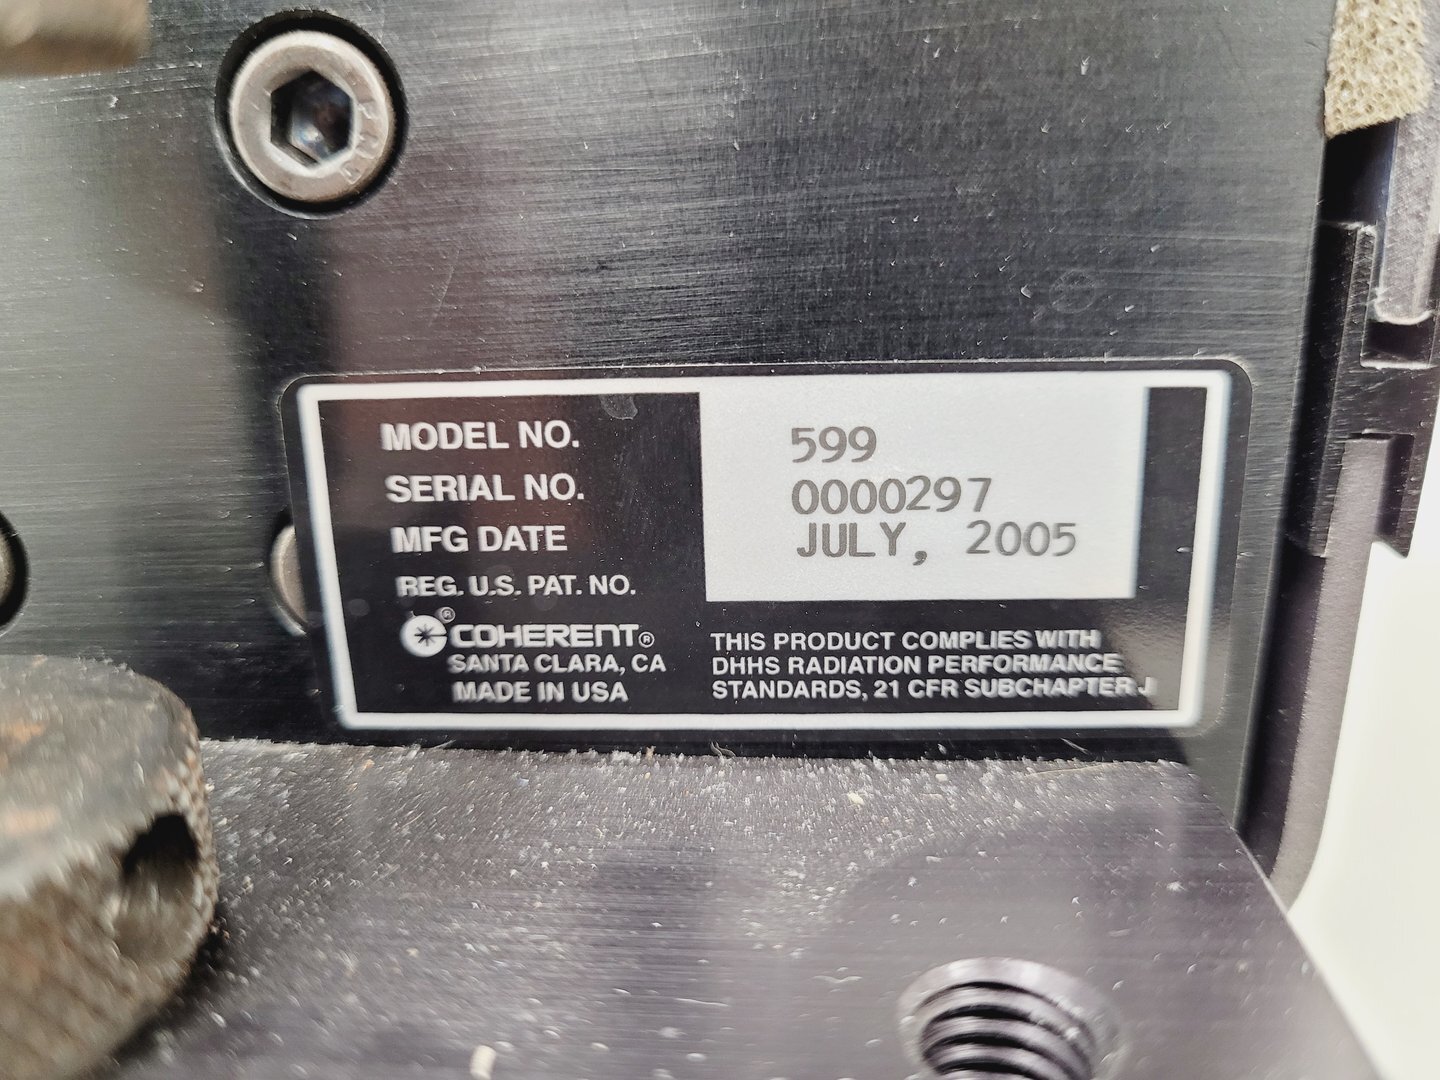 MODEL NO. 599
SERIAL NO. 0000297
MFG DATE JULY, 2005
REG. U.S. PAT. NO.
® COHERENT®
SANTA CLARA, CA
MADE IN USA
THIS PRODUCT COMPLIES WITH
DHHS RADIATION PERFORMANCE
STANDARDS, 21 CFR SUBCHAPTER J